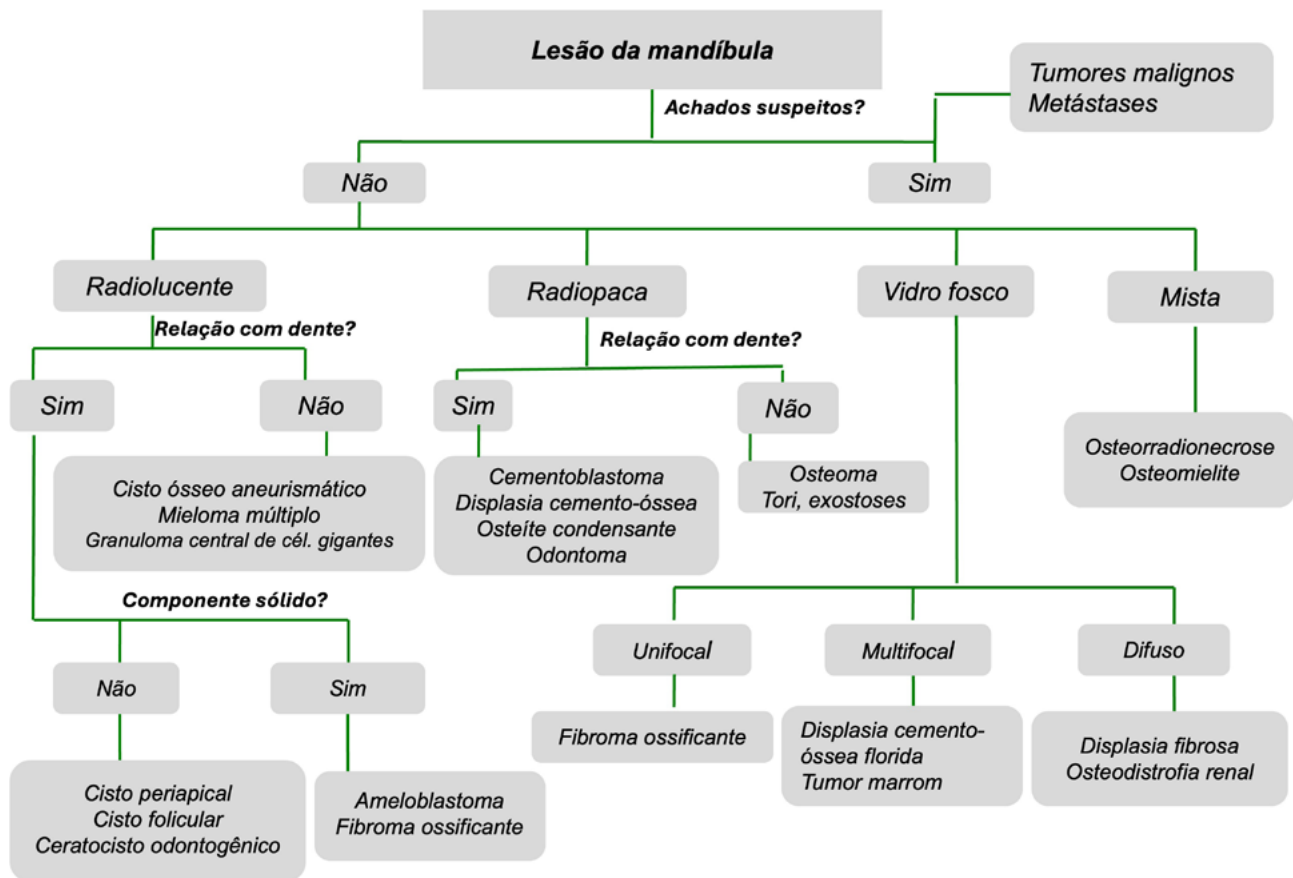 Lesão da mandíbula
Tumores malignos
Metástases
Achados suspeitos?
Não
Sim
Radiolucente
Radiopaca
Vidro fosco
Mista
Relação com dente?
Relação com dente?
Sim
Não
Sim
Não
Cisto ósseo aneurismático
Mieloma múltiplo
Granuloma central de cél. gigantes
Cementoblastoma
Displasia cemento-óssea
Osteíte condensante
Odontoma
Osteoma
Tori, exostoses
Osteorradionecrose
Osteomielite
Componente sólido?
Não
Sim
Unifocal
Multifocal
Difuso
Cisto periapical
Cisto folicular
Ceratocisto odontogênico
Ameloblastoma
Fibroma ossificante
Fibroma ossificante
Displasia cemento-
óssea florida
Tumor marrom
Displasia fibrosa
Osteodistrofia renal